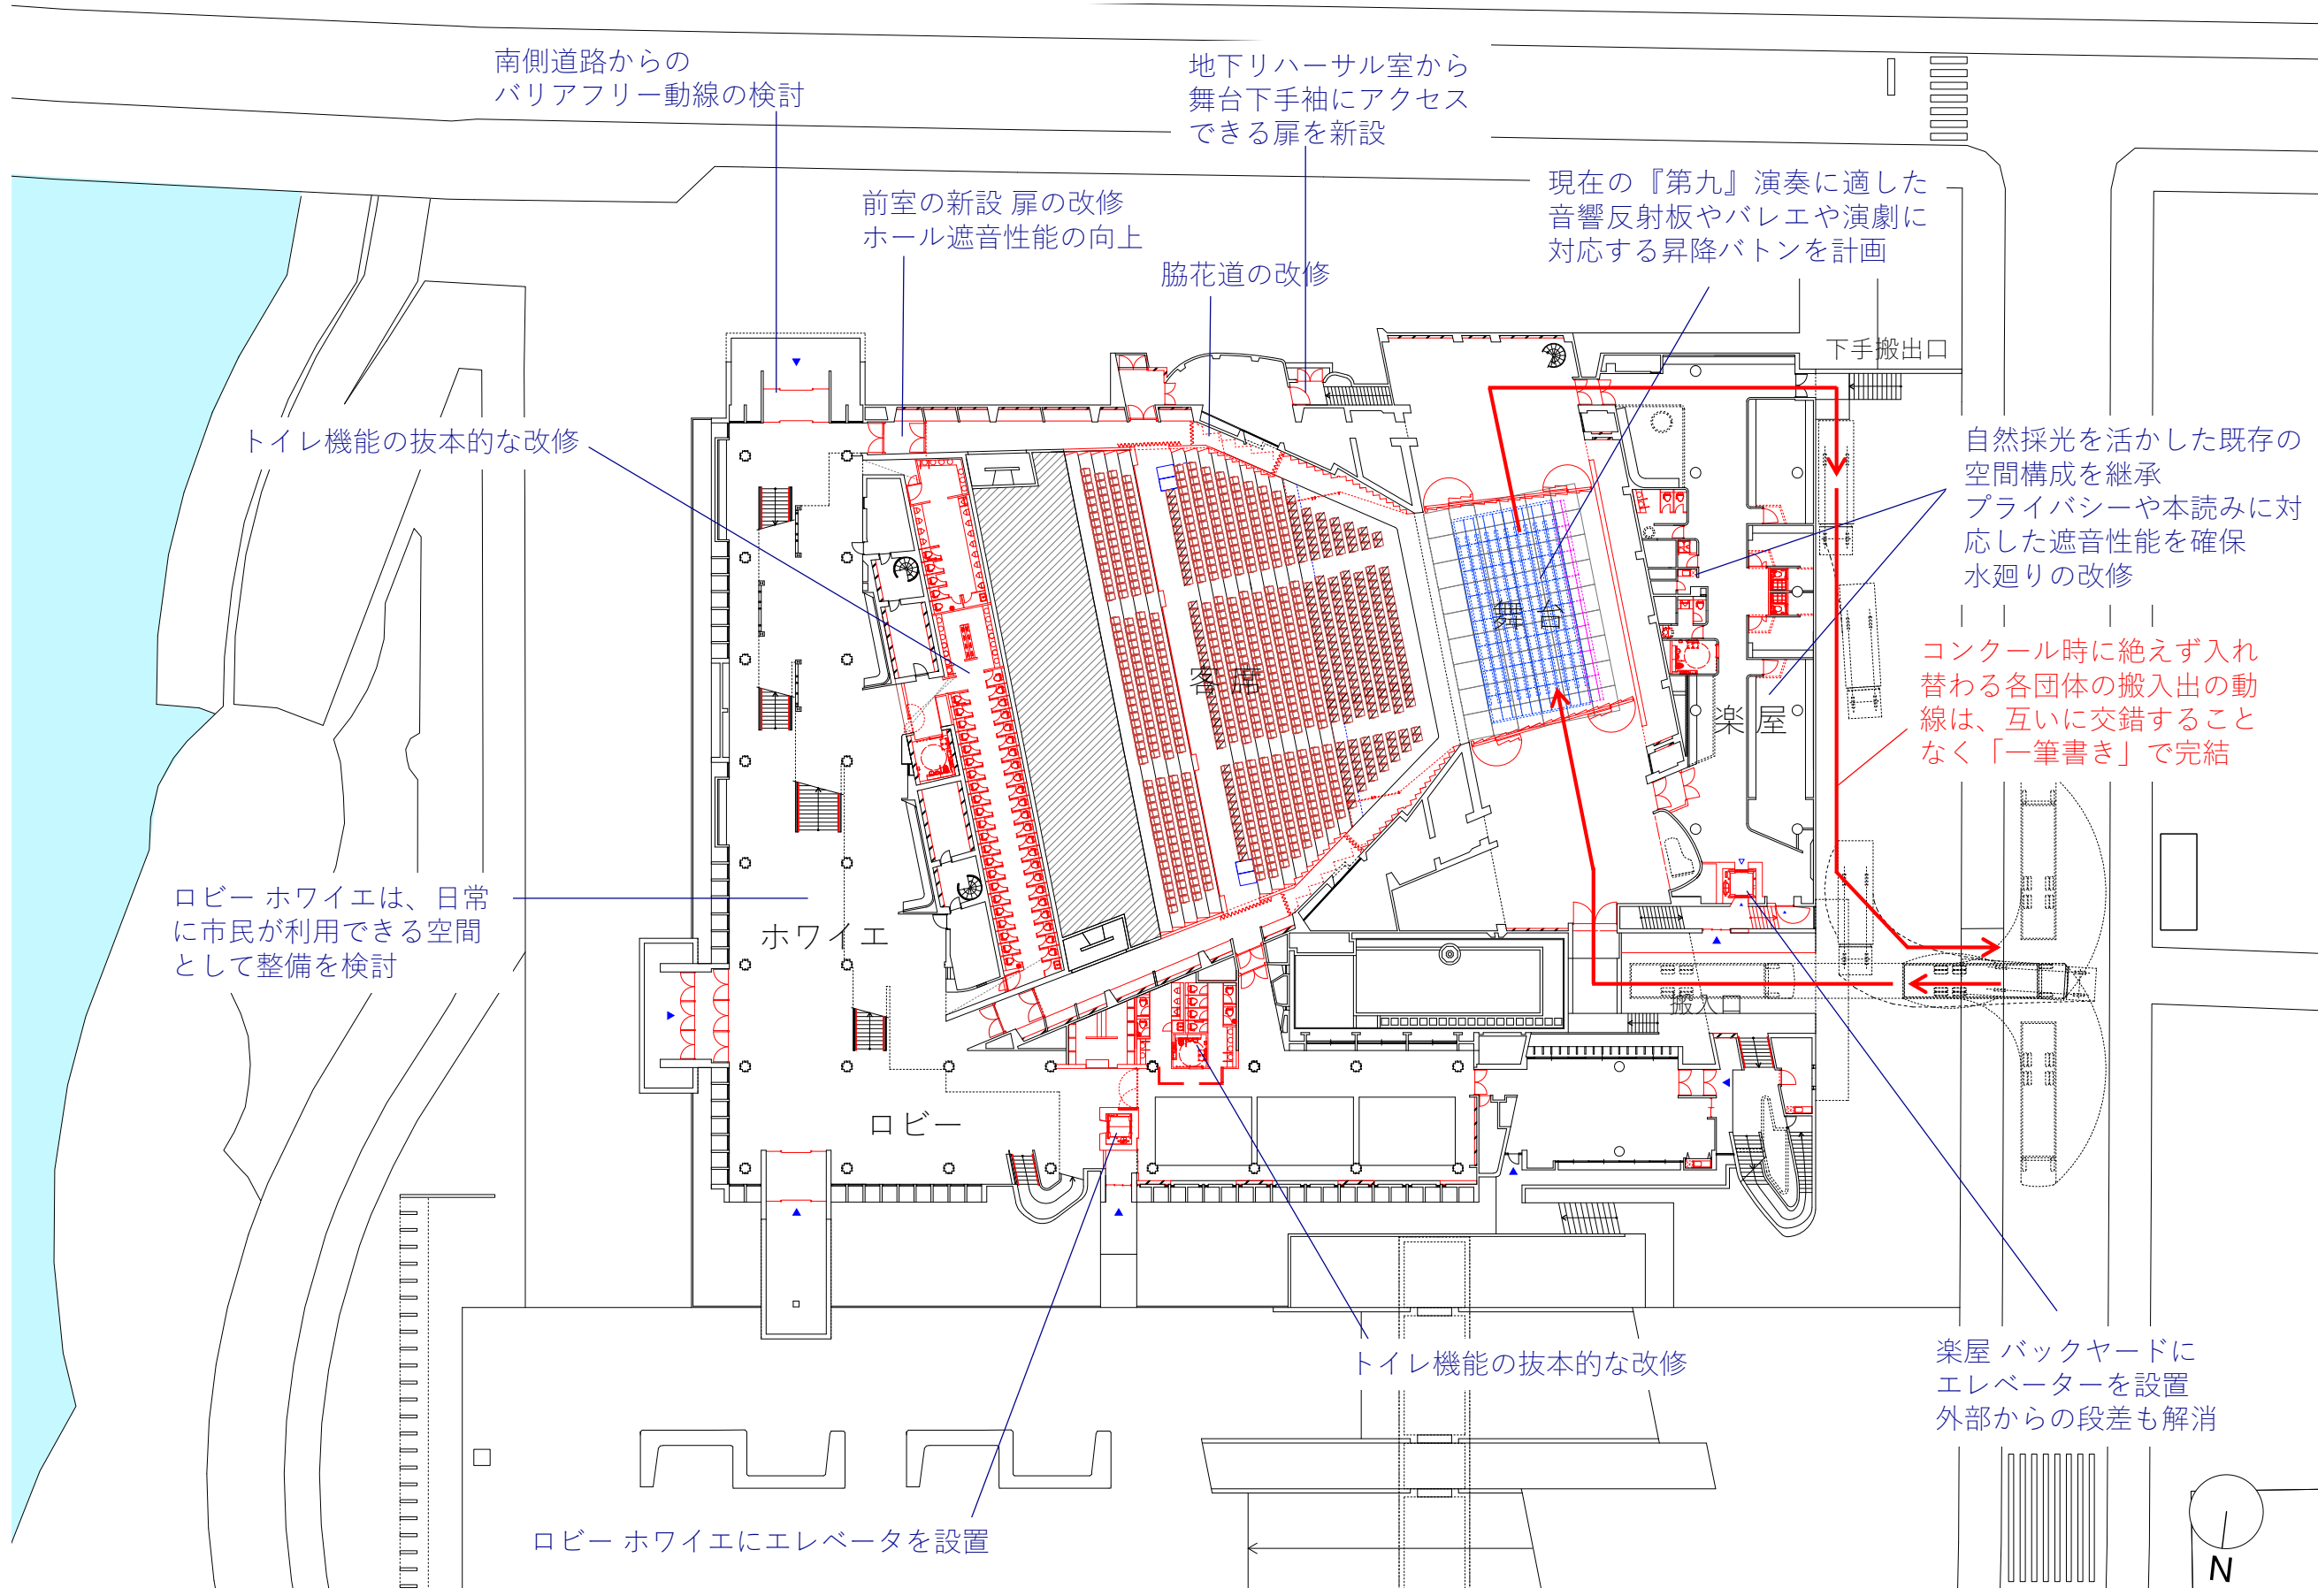 南側道路からの
バリアフリー動線の検討
地下リハーサル室から
舞台下手袖にアクセス
できる扉を新設
前室の新設 扉の改修
ホール遮音性能の向上
脇花道の改修
現在の『第九』演奏に適した
音響反射板やバレエや演劇に
対応する昇降バトンを計画
下手搬出口
トイレ機能の抜本的な改修
自然採光を活かした既存の
空間構成を継承
プライバシーや本読みに対
応した遮音性能を確保
水廻りの改修
舞台
客席
楽屋
コンクール時に絶えず入れ
替わる各団体の搬入出の動
線は、互いに交錯すること
なく「一筆書き」で完結
ロビー ホワイエは、日常
に市民が利用できる空間
として整備を検討
ホワイエ
搬入口
ロビー
トイレ機能の抜本的な改修
楽屋 バックヤードに
エレベーターを設置
外部からの段差も解消
ロビー ホワイエにエレベータを設置
N